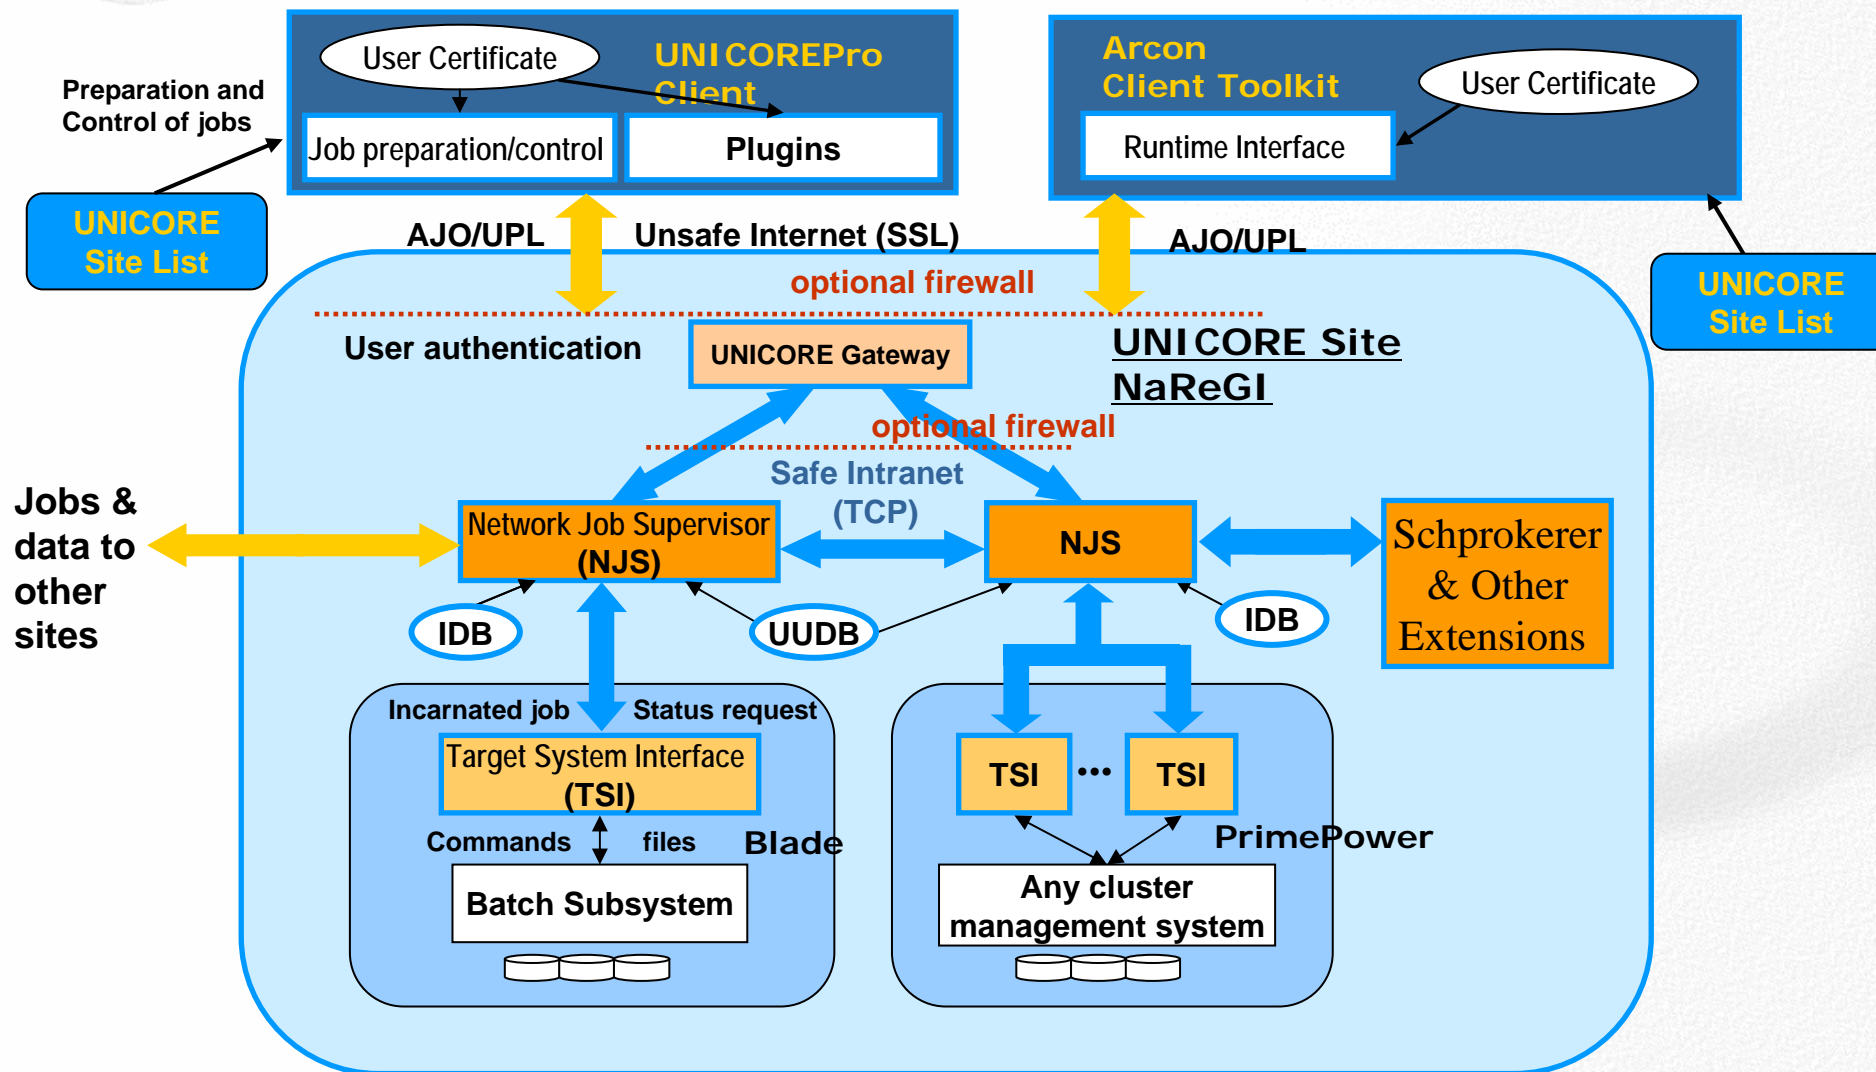 User Certificate
UNICOREPro
Client
Arcon
Client Toolkit
User Certificate
Preparation and
Control of jobs
Job preparation/control
Plugins
Runtime Interface
UNICORE
Site List
AJO/UPL
Unsafe Internet (SSL)
AJO/UPL
UNICORE
Site List
optional firewall
User authentication
UNICORE Gateway
UNICORE Site
NaReGI
optional firewall
Safe Intranet
(TCP)
Jobs &
data to
other
sites
Network Job Supervisor
(NJS)
NJS
Schprokerer
& Other
Extensions
IDB
UUDB
IDB
Incarnated job
Status request
Target System Interface
(TSI)
TSI
...
TSI
Commands
files
Blade
PrimePower
Batch Subsystem
Any cluster
management system